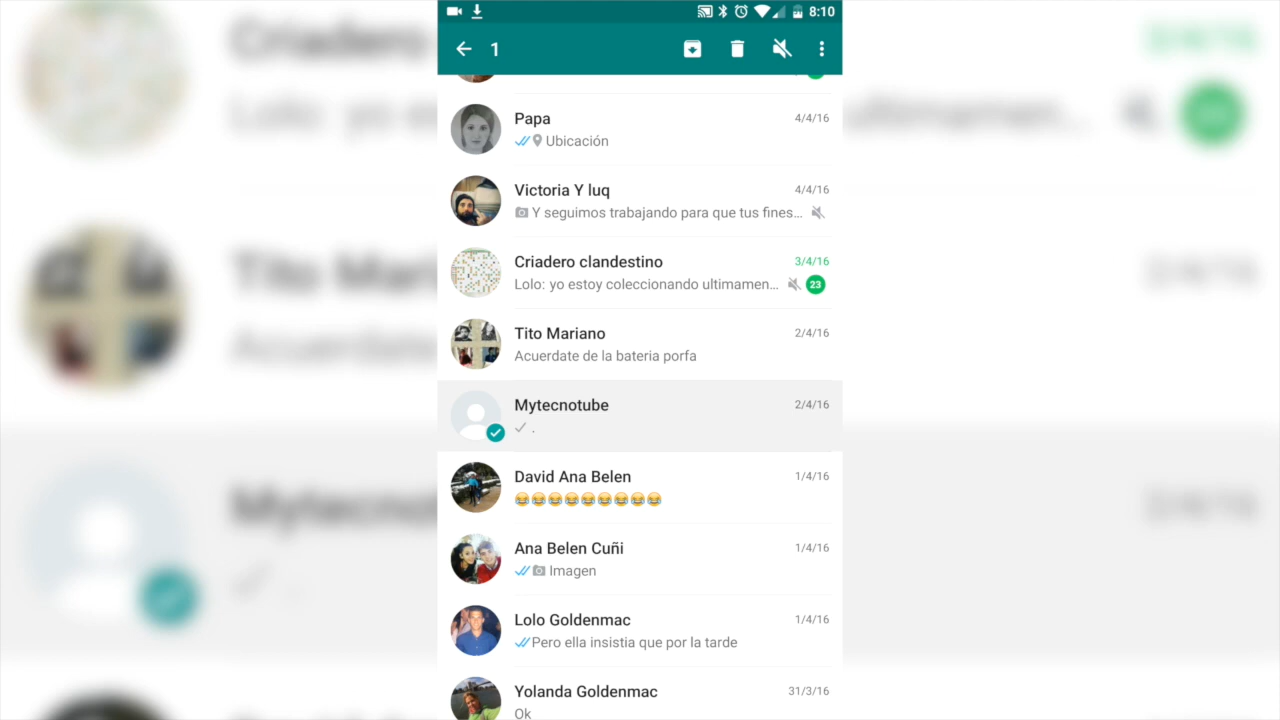 8:10
1
Papa 4/4/16
Ubicación
Victoria Y luq 4/4/16
Y seguimos trabajando para que tus fines...
Criadero clandestino 3/4/16
Lolo: yo estoy coleccionando ultimamen... 23
Tito Mariano 2/4/16
Acuerdate de la bateria porfa
Mytecnotube 2/4/16
.
David Ana Belen 1/4/16
😂😂😂😂😂😂😂😂😂
Ana Belen Cuñi 1/4/16
Imagen
Lolo Goldenmac 1/4/16
Pero ella insistia que por la tarde
Yolanda Goldenmac 31/3/16
Ok